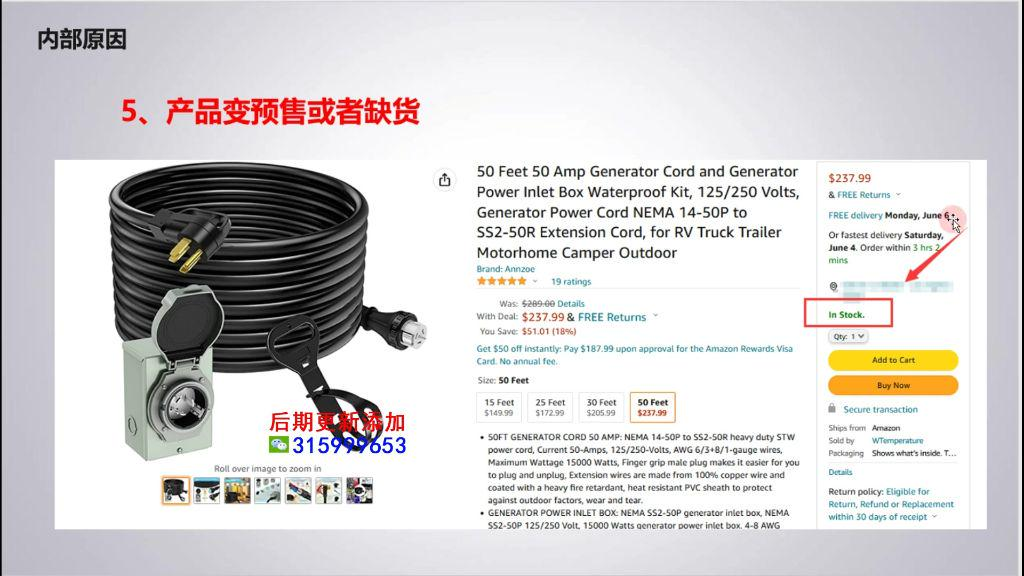 内部原因
5、产品变预售或者缺货
50 Feet 50 Amp Generator Cord and Generator
Power Inlet Box Waterproof Kit, 125/250 Volts,
Generator Power Cord NEMA 14-50P to
SS2-50R Extension Cord, for RV Truck Trailer
Motorhome Camper Outdoor
Brand: Annzoe
19 ratings
Was: $289.00 Details
With Deal: $237.99 & FREE Returns
You Save: $51.01 (18%)
Get $50 off instantly: Pay $187.99 upon approval for the Amazon Rewards Visa
Card. No annual fee.
Size: 50 Feet
15 Feet
$149.99
25 Feet
$172.99
30 Feet
$205.99
50 Feet
$237.99
• 50FT GENERATOR CORD 50 AMP: NEMA 14-50P to SS2-50R heavy duty STW
power cord, Current 50-Amps, 125/250-Volts, AWG 6/3+8/1-gauge wires,
Maximum Wattage 15000 Watts, Finger grip male plug makes it easier for you
to plug and unplug, Extension wires are made from 100% copper wire and
coated with a heavy fire retardant, heat resistant PVC sheath to protect
against outdoor factors, wear and tear.
• GENERATOR POWER INLET BOX: NEMA SS2-50P generator inlet box, NEMA
SS2-50P 125/250 Volt, 15000 Watts generator power inlet box. 4-8 AWG
后期更新添加
315999653
Roll over image to zoom in
$237.99
& FREE Returns
FREE delivery Monday, June 6
Or fastest delivery Saturday,
June 4. Order within 3 hrs 2
mins
In Stock.
Qty: 1
Add to Cart
Buy Now
Secure transaction
Ships from Amazon
Sold by WTemperature
Packaging Shows what's inside. T...
Details
Return policy: Eligible for
Return, Refund or Replacement
within 30 days of receipt